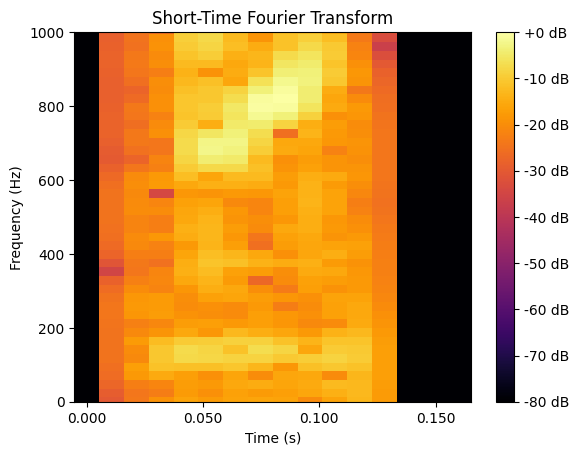 Short-Time Fourier Transform
1000
800
600
400
200
0
Frequency (Hz)
0.000
0.050
0.100
0.150
Time (s)
+0 dB
-10 dB
-20 dB
-30 dB
-40 dB
-50 dB
-60 dB
-70 dB
-80 dB